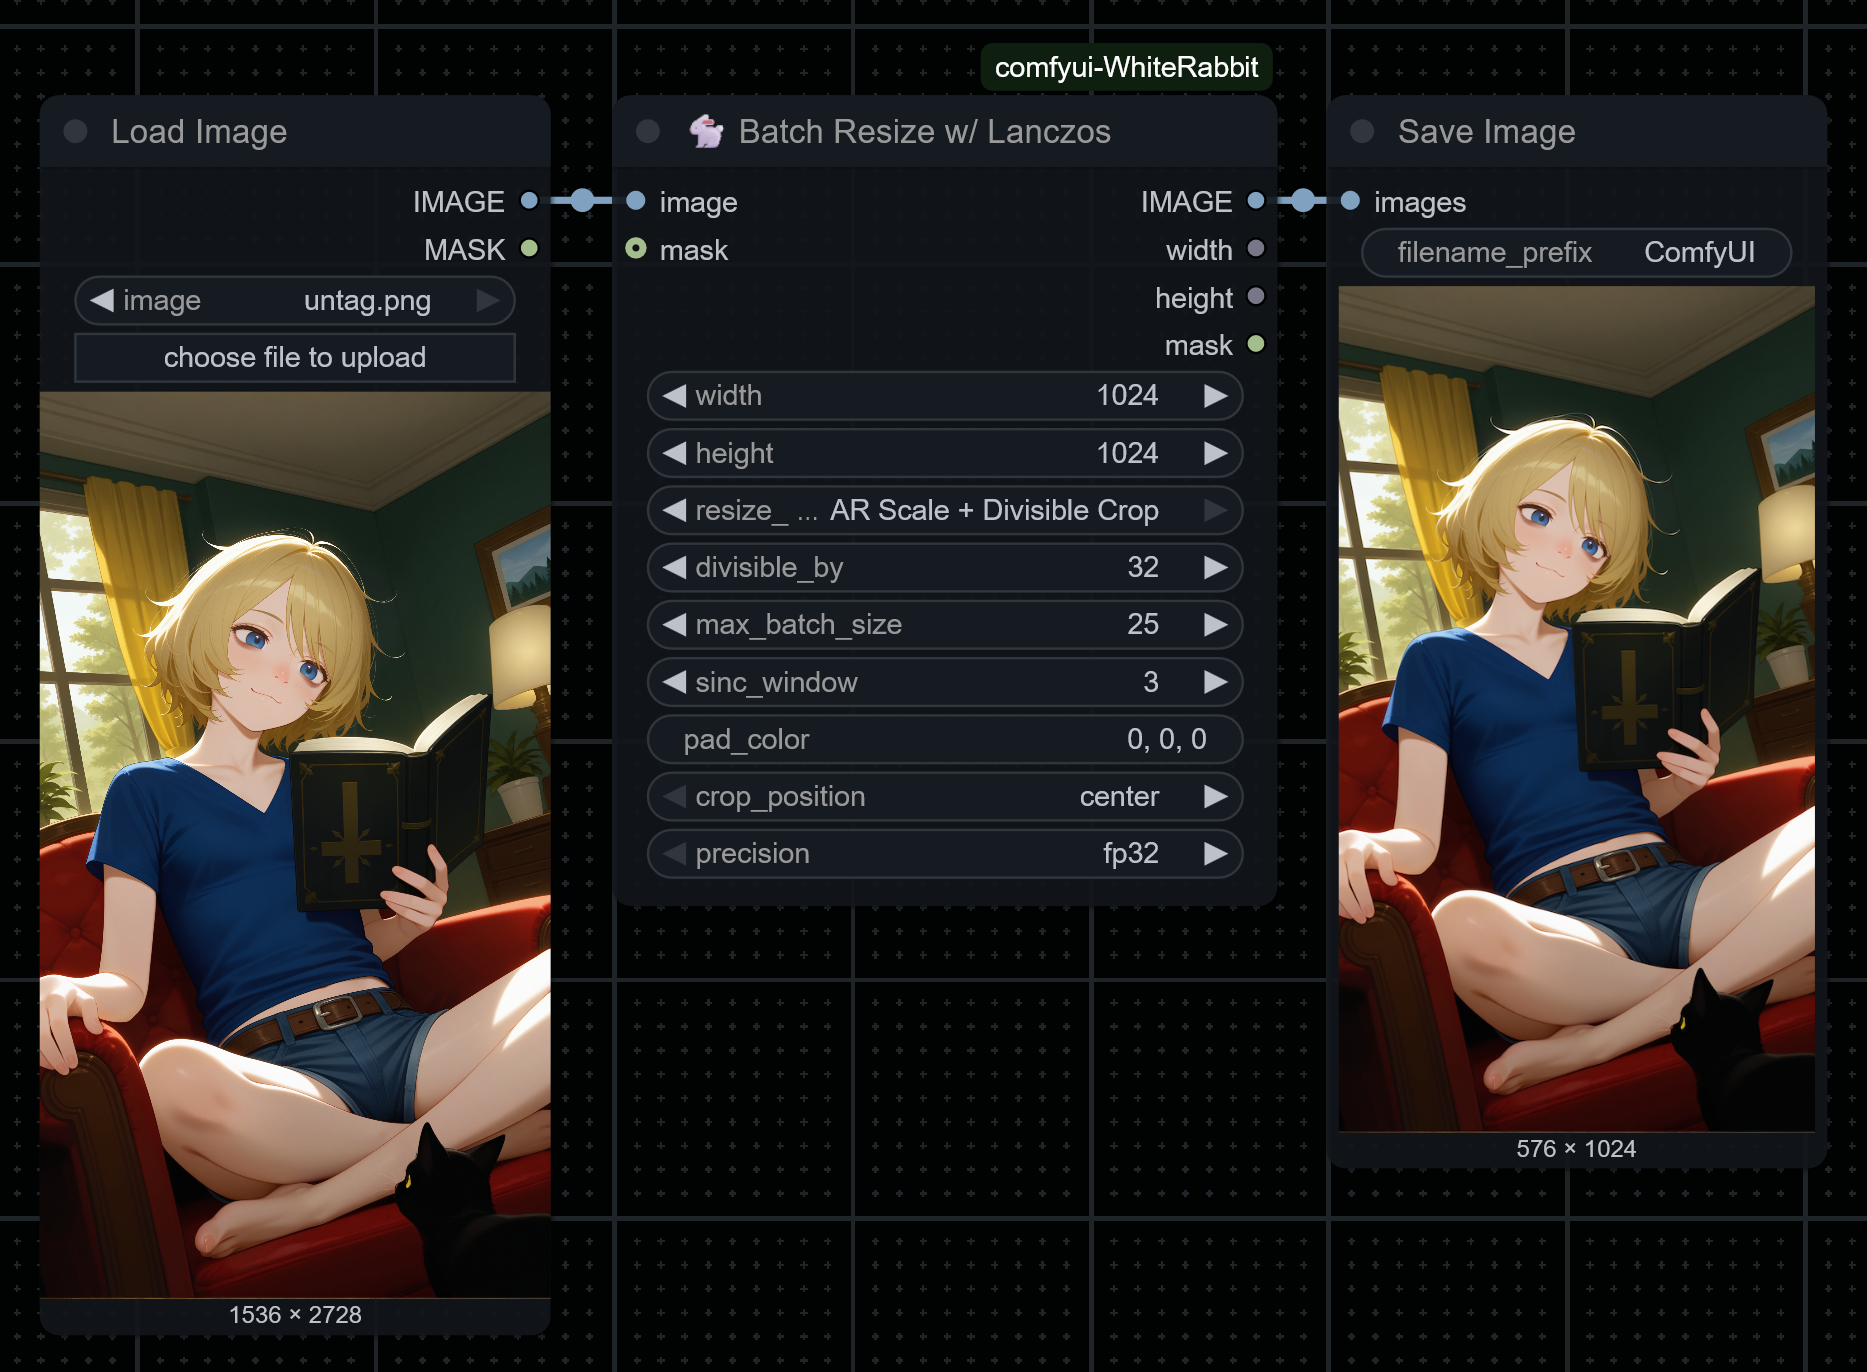 comfyui-WhiteRabbit
Load Image
IMAGE
MASK
image untag.png
choose file to upload
1536 × 2728
Batch Resize w/ Lanczos
image IMAGE
mask width
height
mask
width 1024
height 1024
resize_ ... AR Scale + Divisible Crop
divisible_by 32
max_batch_size 25
sinc_window 3
pad_color 0, 0, 0
crop_position center
precision fp32
Save Image
images
filename_prefix ComfyUI
576 × 1024